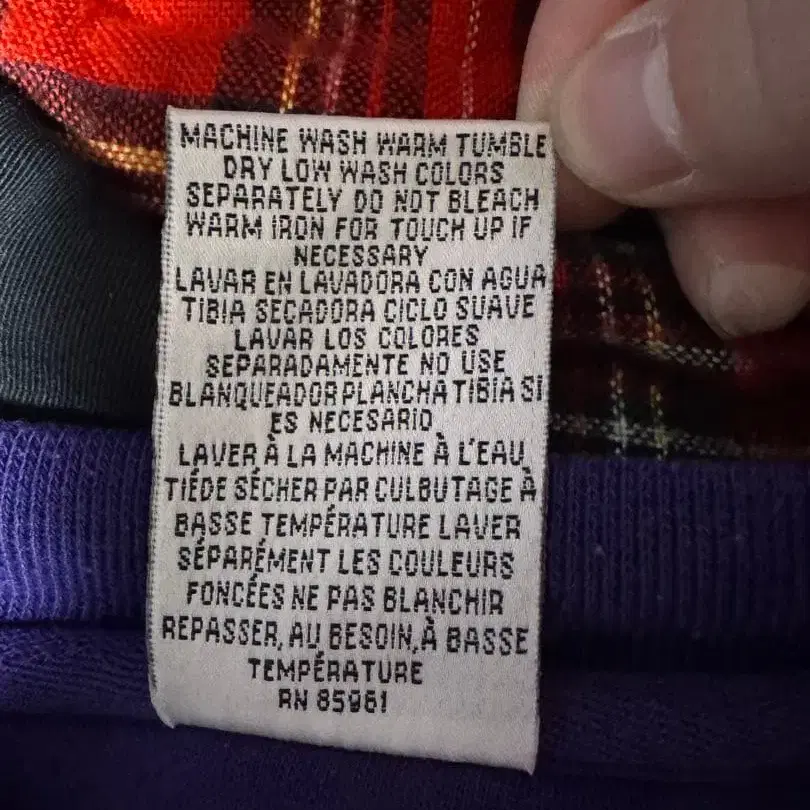 MACHINE WASH WARM TUMBLE
DRY LOW WASH COLORS
SEPARATELY DO NOT BLEACH
WARM IRON FOR TOUCH UP IF
NECESSARY
LAVAR EN LAVADORA CON AGUA
TIBIA SECADORA CICLO SUAVE
LAVAR LOS COLORES
SEPARADAMENTE NO USE
BLANQUEADOR PLANCHA TIBIA SI
ES NECESARIO
LAVER À LA MACHINE À L'EAU
TIÉDE SÉCHER PAR CULBUTAGE À
BASSE TEMPÉRATURE LAVER
SÉPARÉMENT LES COULEURS
FONCÉES NE PAS BLANCHIR
REPASSER, AU BESOIN, À BASSE
TEMPÉRATURE
RN 85961